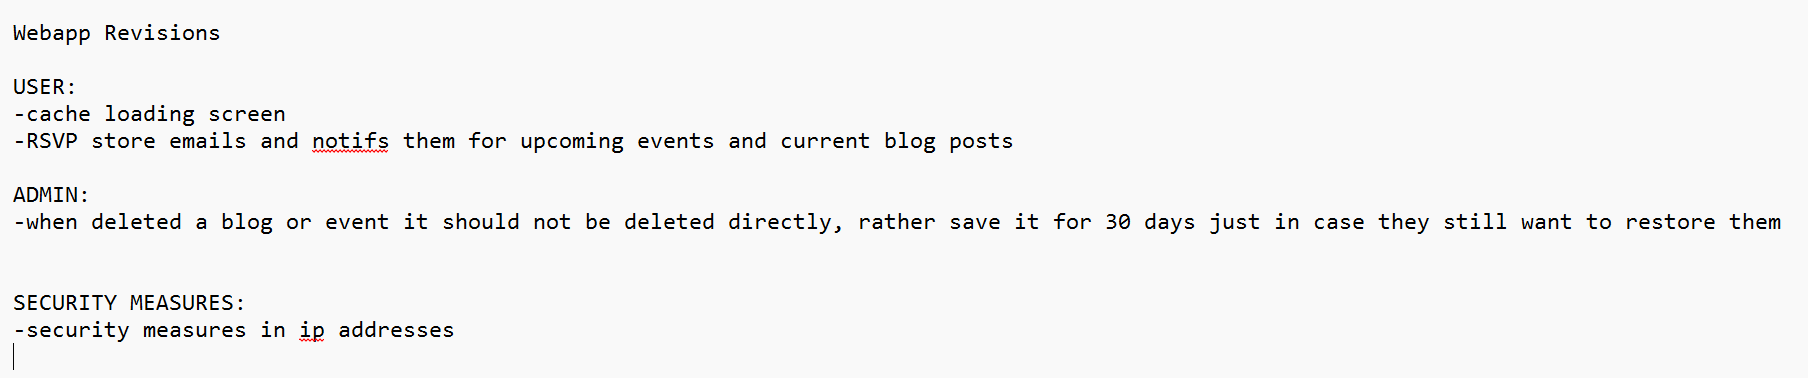 Webapp Revisions
USER:
-cache loading screen
-RSVP store emails and notifs them for upcoming events and current blog posts
ADMIN:
-when deleted a blog or event it should not be deleted directly, rather save it for 30 days just in case they still want to restore them
SECURITY MEASURES:
-security measures in ip addresses